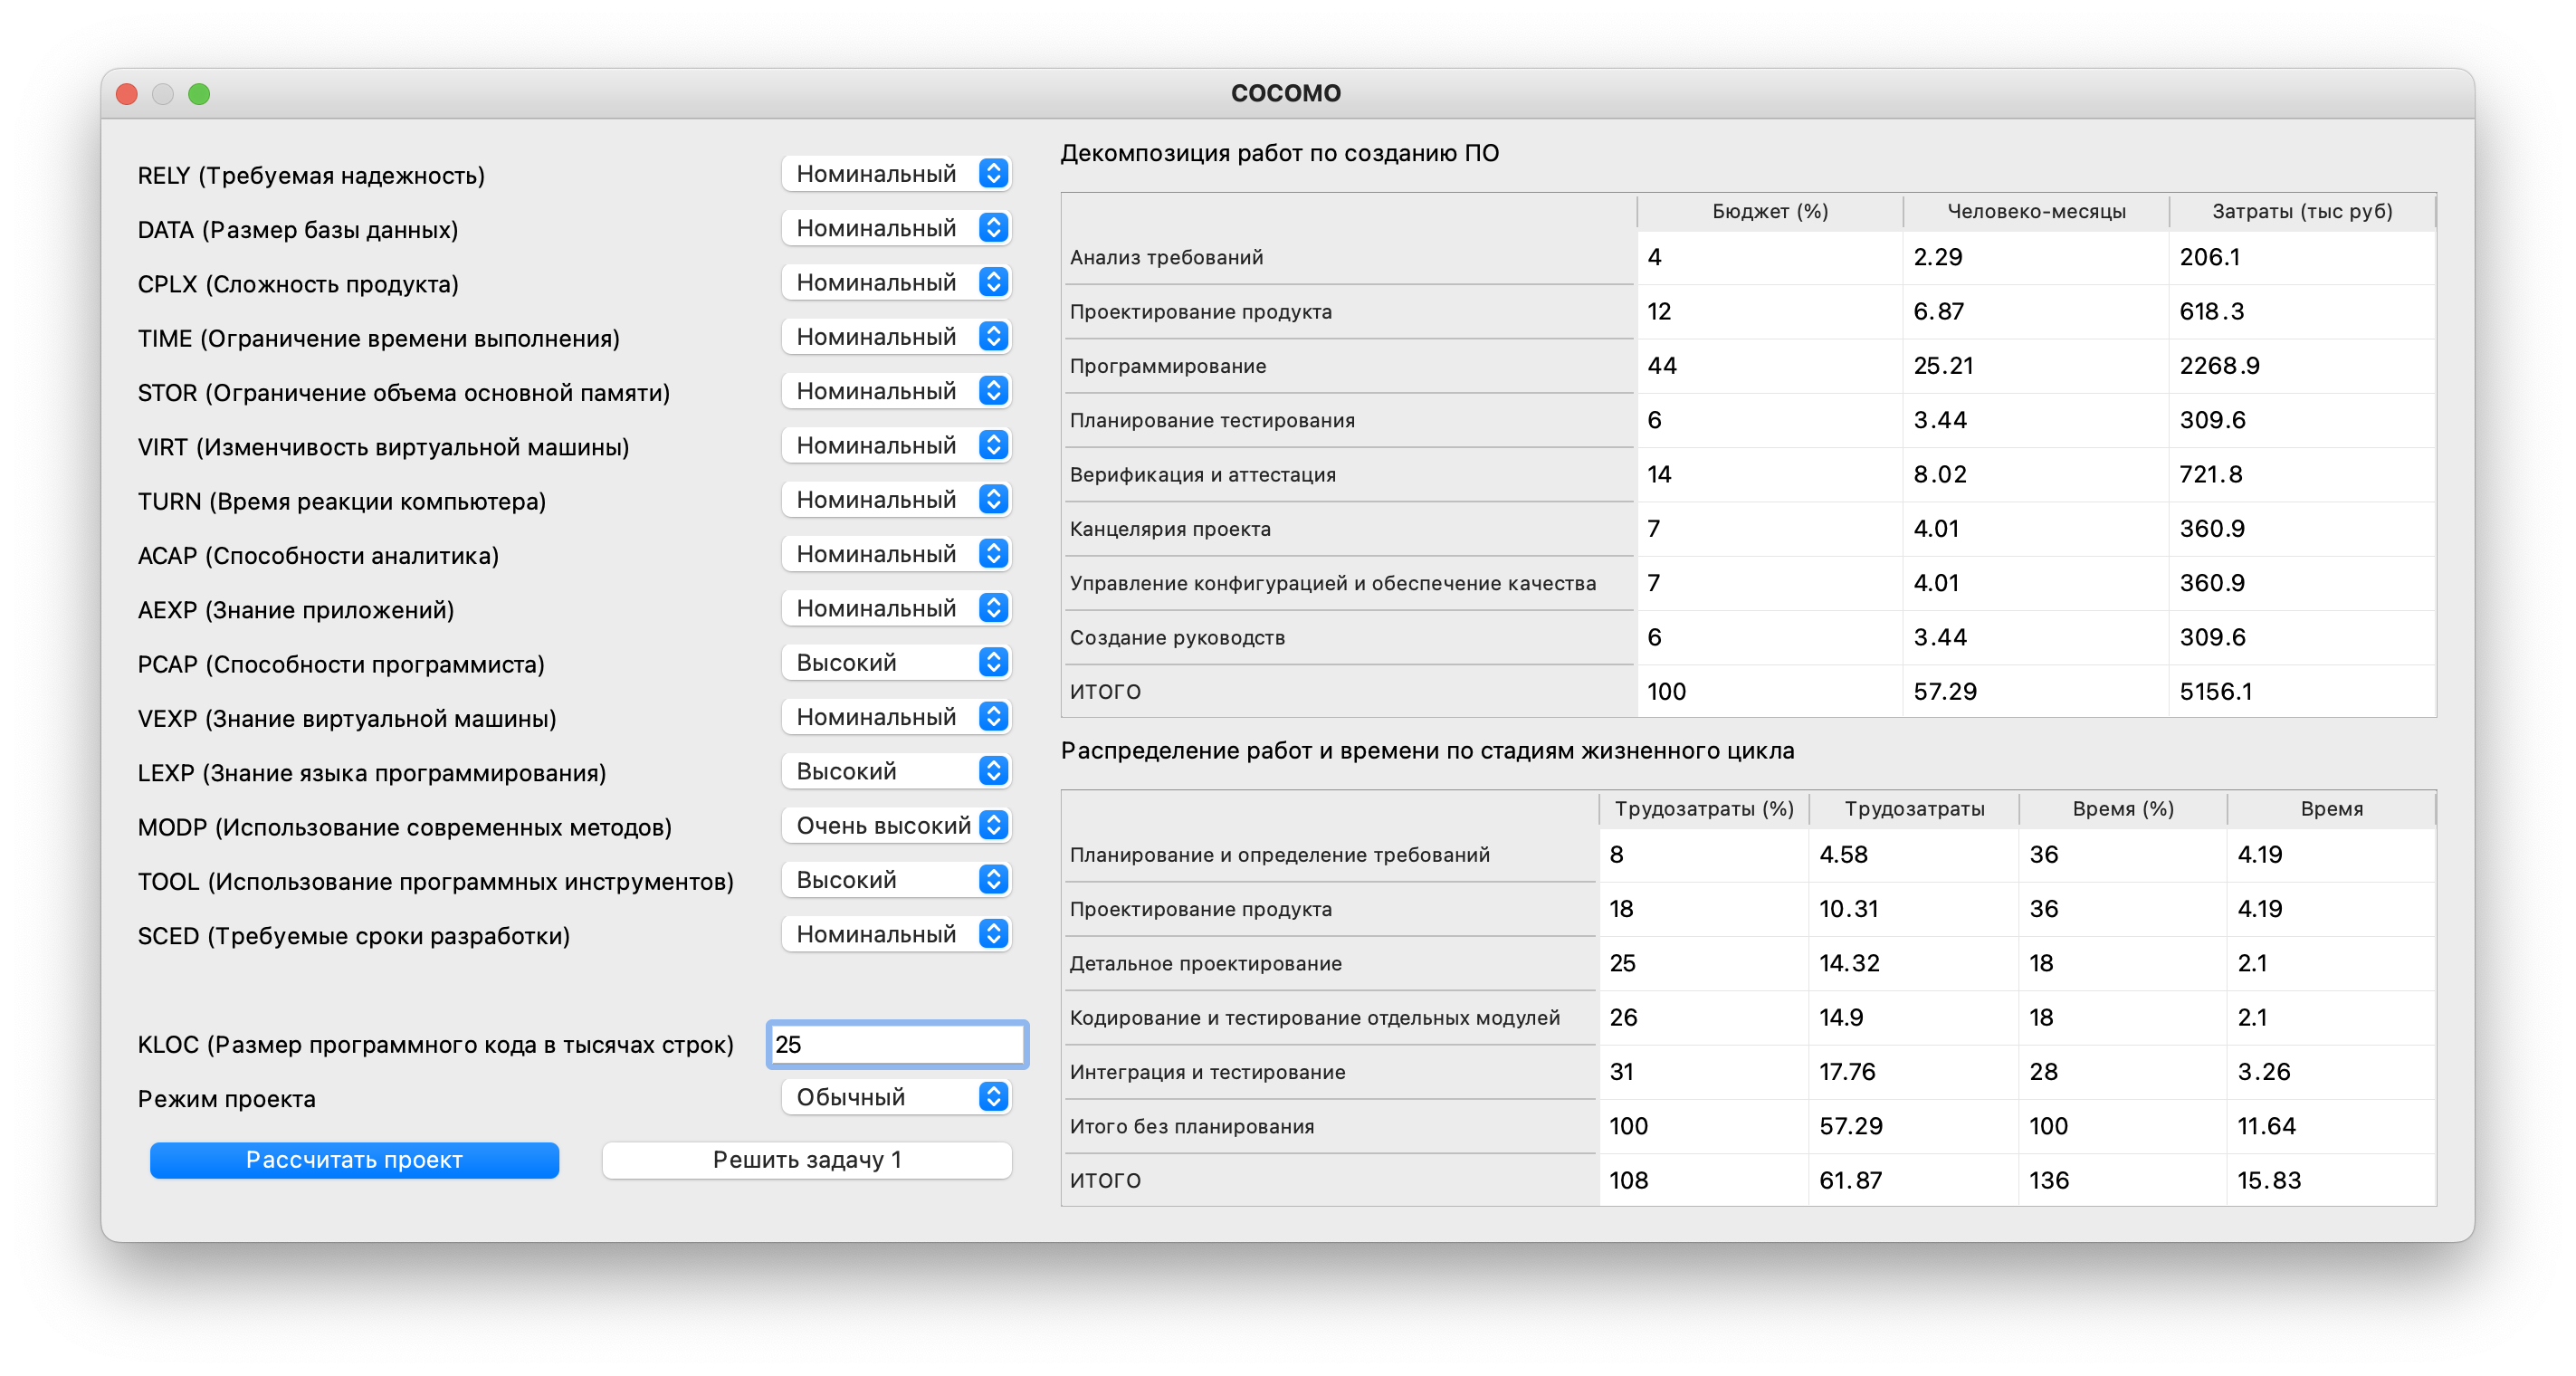 COCOMO
RELY (Требуемая надежность) Номинальный
DATA (Размер базы данных) Номинальный
CPLX (Сложность продукта) Номинальный
TIME (Ограничение времени выполнения) Номинальный
STOR (Ограничение объема основной памяти) Номинальный
VIRT (Изменчивость виртуальной машины) Номинальный
TURN (Время реакции компьютера) Номинальный
ACAP (Способности аналитика) Номинальный
AEXP (Знание приложений) Номинальный
PCAP (Способности программиста) Высокий
VEXP (Знание виртуальной машины) Номинальный
LEXP (Знание языка программирования) Высокий
MODP (Использование современных методов) Очень высокий
TOOL (Использование программных инструментов) Высокий
SCED (Требуемые сроки разработки) Номинальный
KLOC (Размер программного кода в тысячах строк) 25
Режим проекта Обычный
Рассчитать проект Решить задачу 1
Декомпозиция работ по созданию ПО
Бюджет (%) Человеко-месяцы Затраты (тыс руб)
Анализ требований 4 2.29 206.1
Проектирование продукта 12 6.87 618.3
Программирование 44 25.21 2268.9
Планирование тестирования 6 3.44 309.6
Верификация и аттестация 14 8.02 721.8
Канцелярия проекта 7 4.01 360.9
Управление конфигурацией и обеспечение качества 7 4.01 360.9
Создание руководств 6 3.44 309.6
ИТОГО 100 57.29 5156.1
Распределение работ и времени по стадиям жизненного цикла
Трудозатраты (%) Трудозатраты Время (%) Время
Планирование и определение требований 8 4.58 36 4.19
Проектирование продукта 18 10.31 36 4.19
Детальное проектирование 25 14.32 18 2.1
Кодирование и тестирование отдельных модулей 26 14.9 18 2.1
Интеграция и тестирование 31 17.76 28 3.26
Итого без планирования 100 57.29 100 11.64
ИТОГО 108 61.87 136 15.83